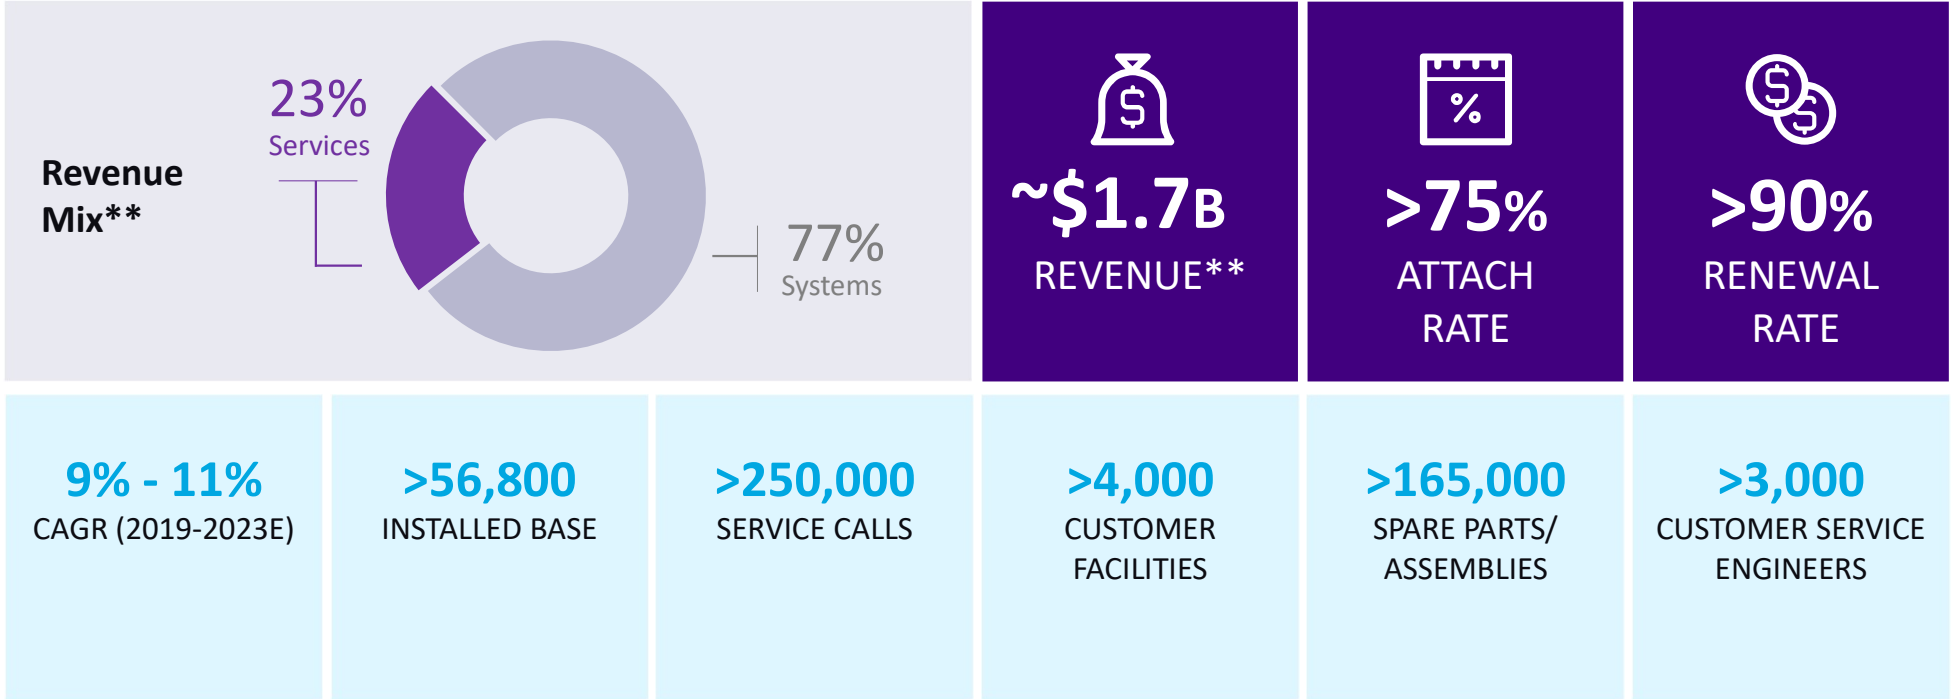 Revenue
Mix**
23%
Services
77%
Systems
$
~$1.7B
REVENUE**
%
>75%
ATTACH
RATE
$
$
>90%
RENEWAL
RATE
9% - 11%
CAGR (2019-2023E)
>56,800
INSTALLED BASE
>250,000
SERVICE CALLS
>4,000
CUSTOMER
FACILITIES
>165,000
SPARE PARTS/
ASSEMBLIES
>3,000
CUSTOMER SERVICE
ENGINEERS